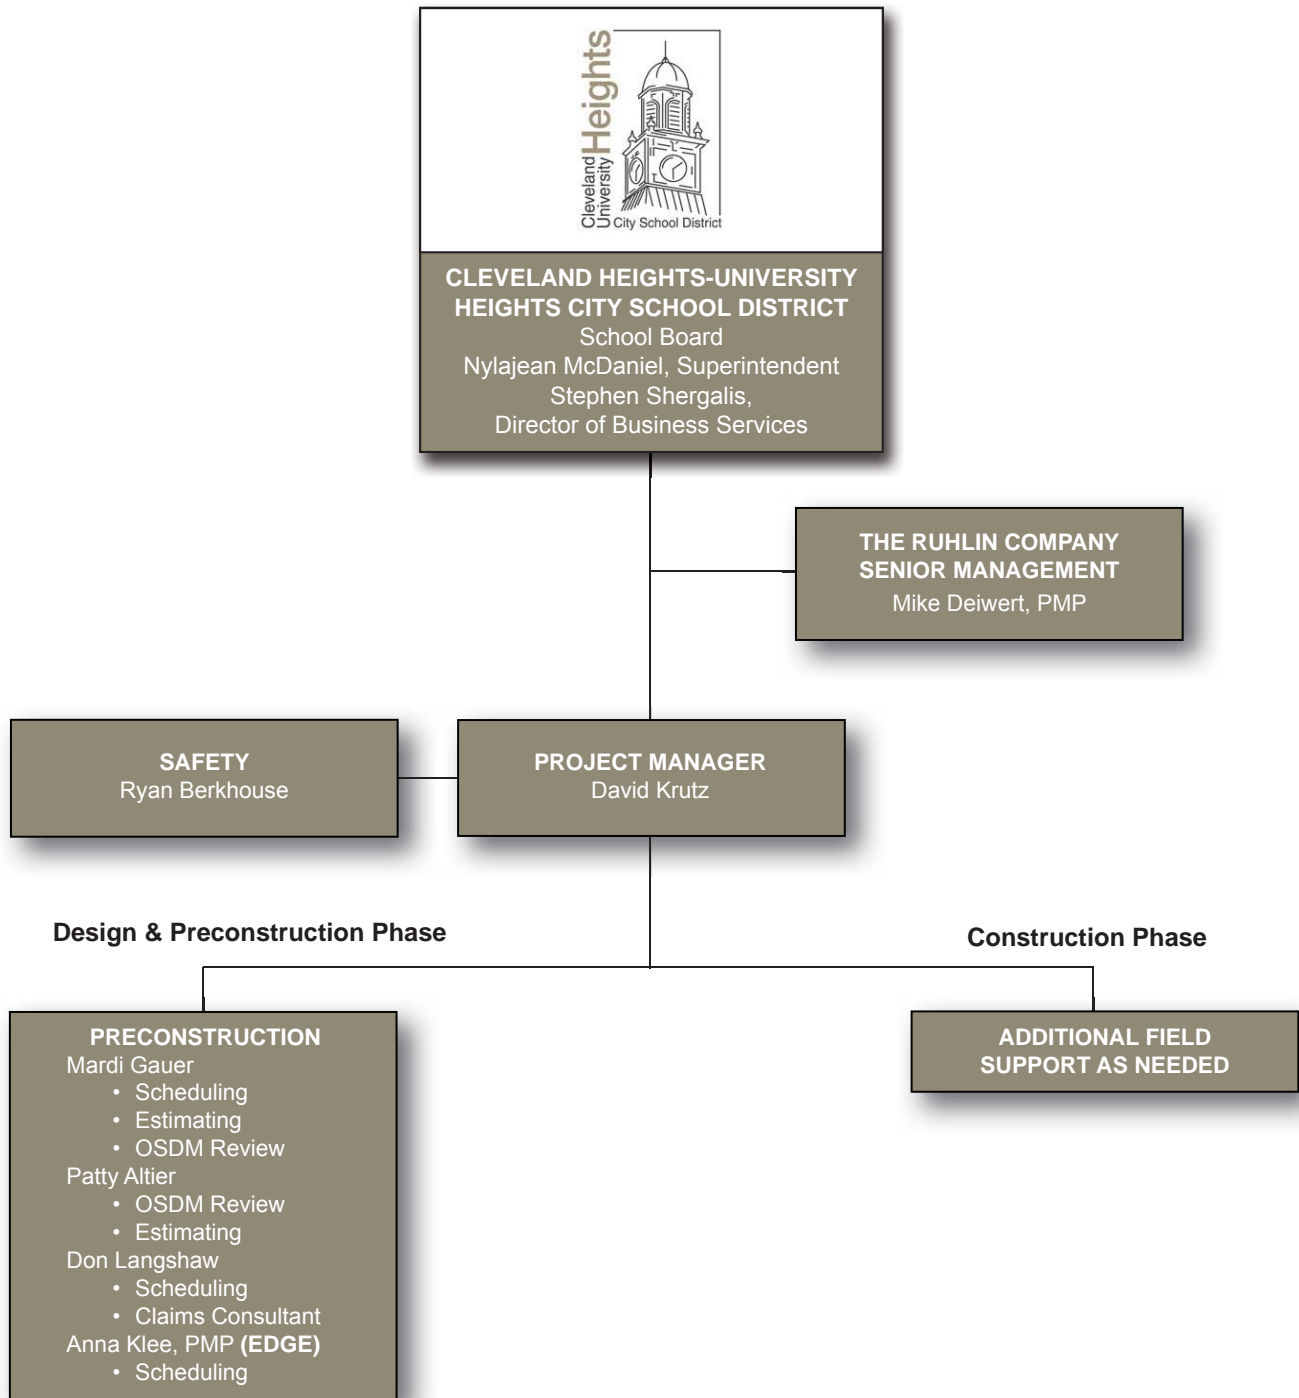 Cleveland
University
Heights
City School District
CLEVELAND HEIGHTS-UNIVERSITY
HEIGHTS CITY SCHOOL DISTRICT
School Board
Nylajean McDaniel, Superintendent
Stephen Shergalis,
Director of Business Services
THE RUHLIN COMPANY
SENIOR MANAGEMENT
Mike Deiwert, PMP
SAFETY
Ryan Berkhouse
PROJECT MANAGER
David Krutz
Design & Preconstruction Phase
Construction Phase
PRECONSTRUCTION
Mardi Gauer
• Scheduling
• Estimating
• OSDM Review
Patty Altier
• OSDM Review
• Estimating
Don Langshaw
• Scheduling
• Claims Consultant
Anna Klee, PMP (EDGE)
• Scheduling
ADDITIONAL FIELD
SUPPORT AS NEEDED